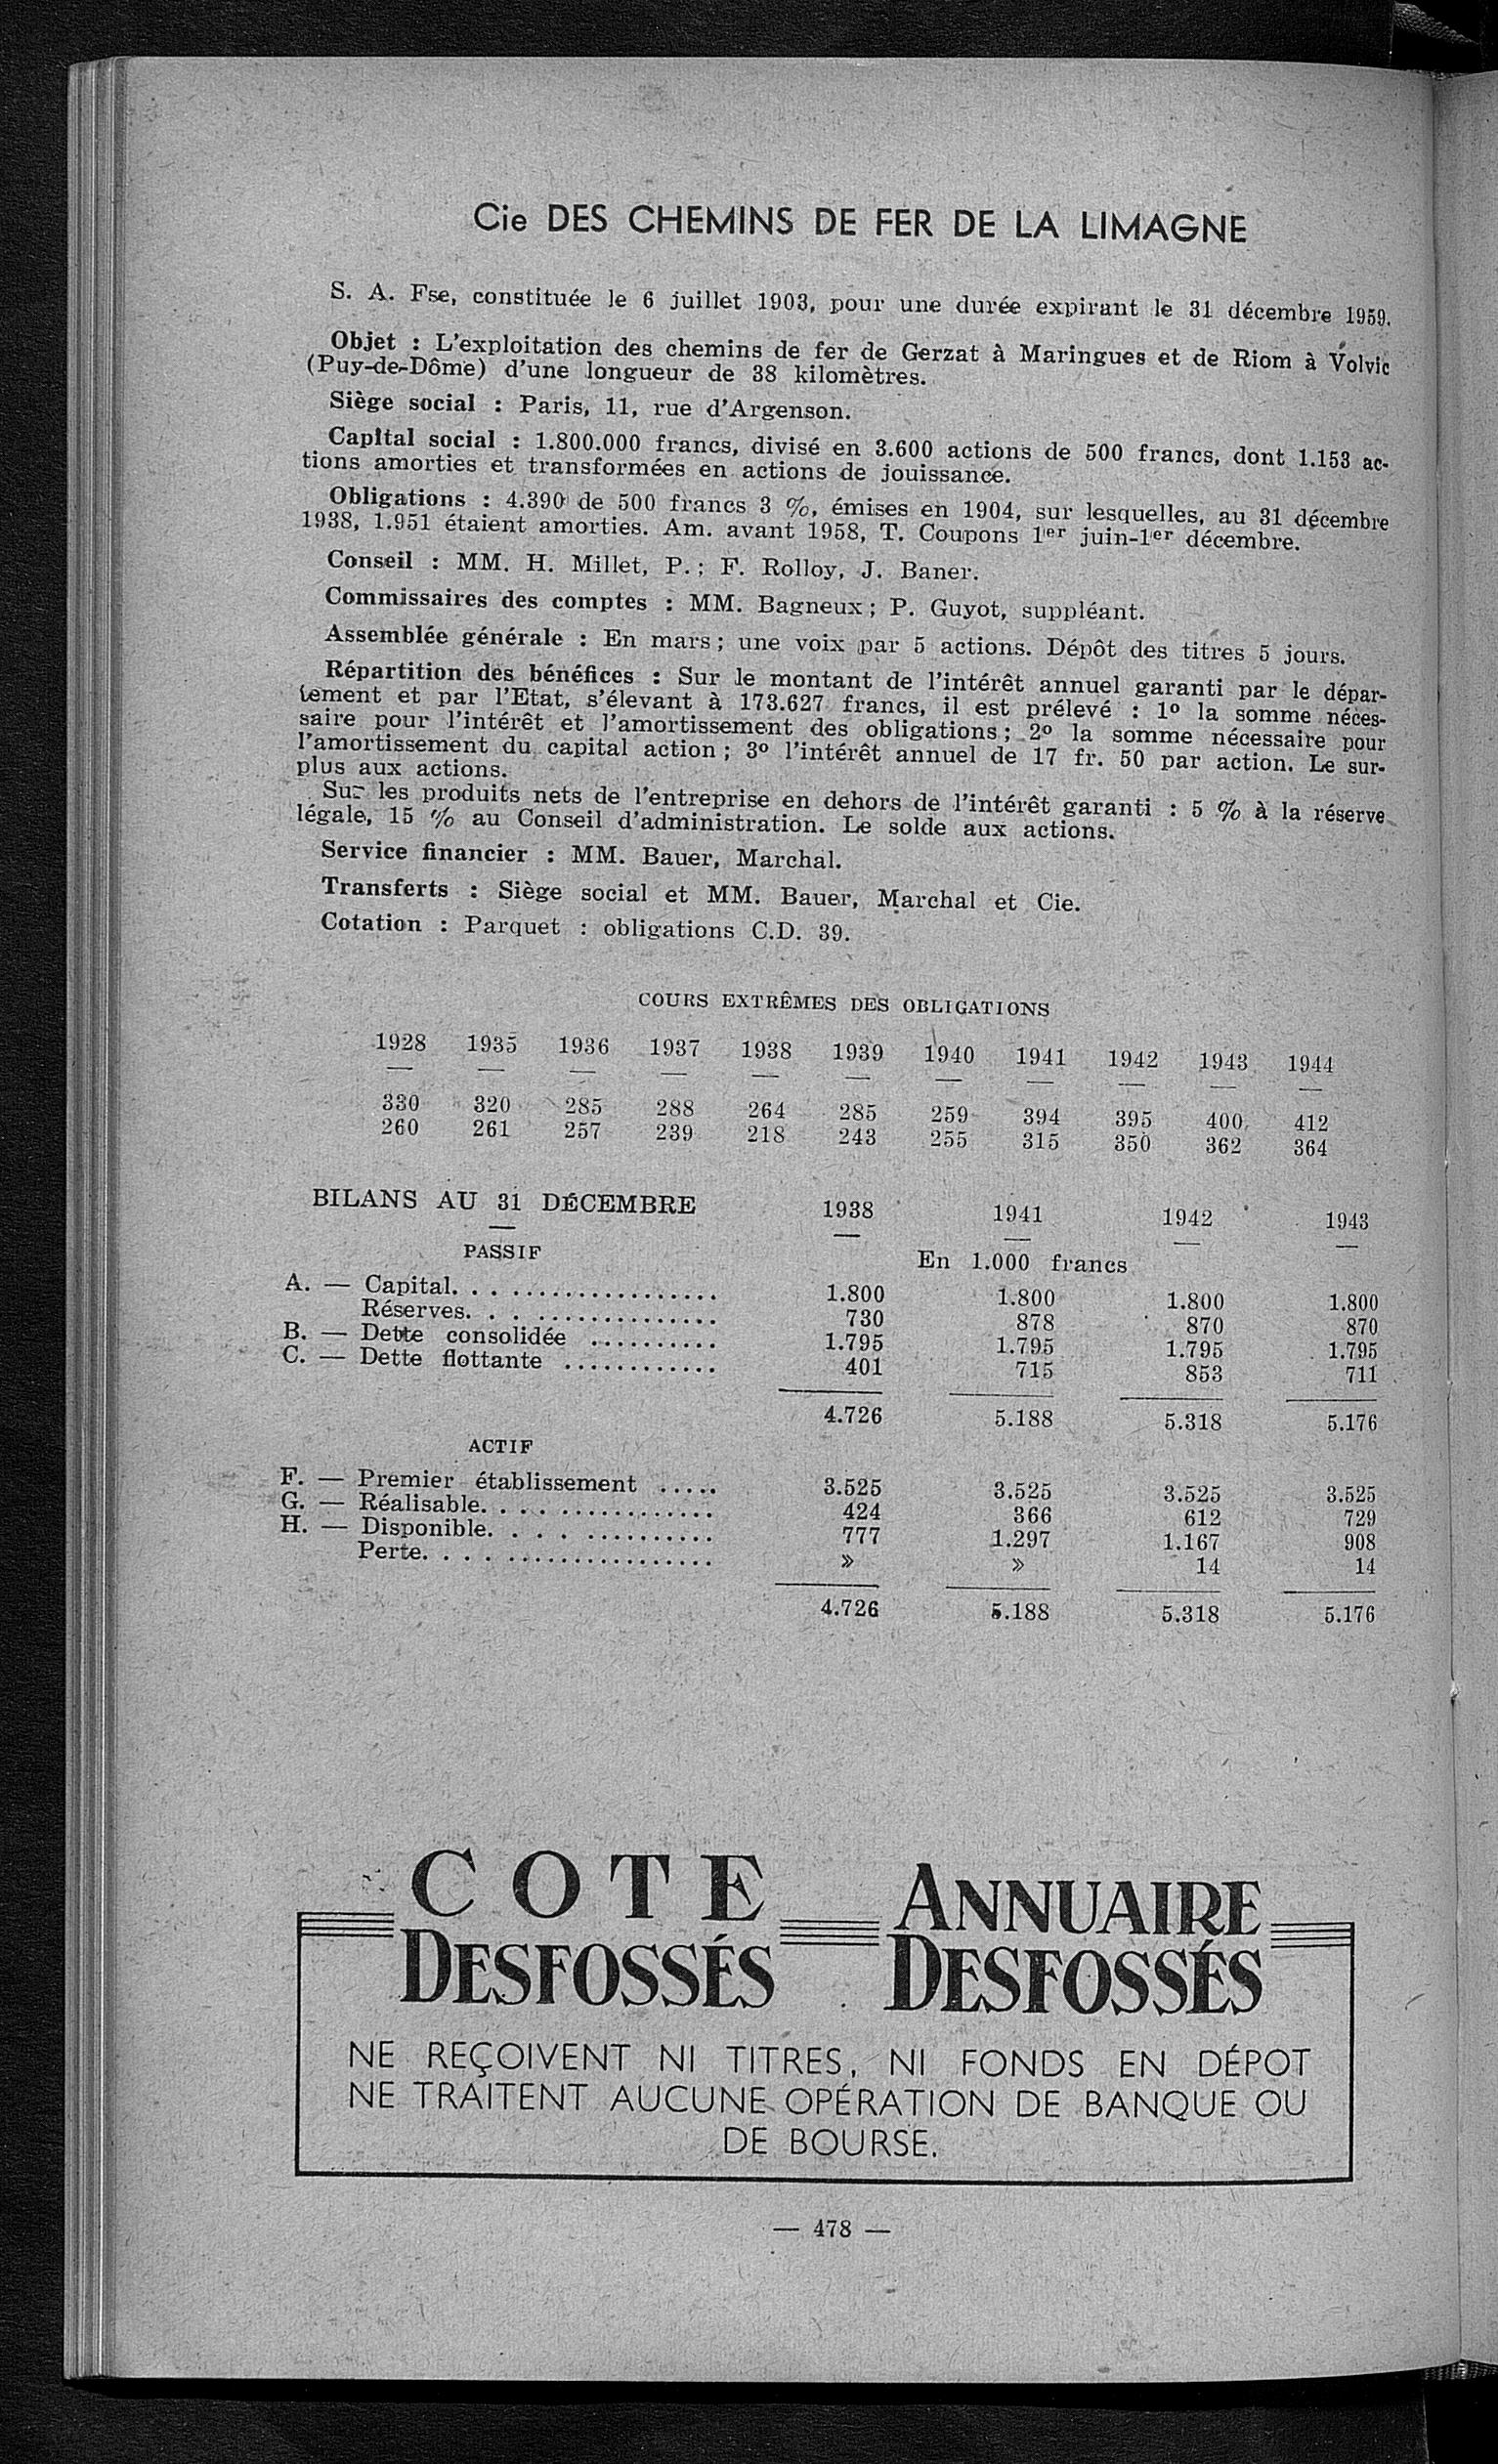 Cie DES CHEMINS DE FER DE LA LIMAGNE
S. A. Fse, constituée le 6 juillet 1903, pour une durée expirant le 31 décembre 1959.
Objet : L'exploitation des chemins de fer de Gerzat à Maringues et de Riom à Volvic
(Puy-de-Dôme) d'une longueur de 38 kilomètres.
Siège social : Paris, 11, rue d'Argenson.
Capital social : 1.800.000 francs, divisé en 3.600 actions de 500 francs, dont 1.153 ac-
tions amorties et transformées en actions de jouissance.
Obligations : 4.390 de 500 francs 3 %, émises en 1904, sur lesquelles, au 31 décembre
1938, 1.951 étaient amorties. Am. avant 1958, T. Coupons 1er juin-1er décembre.
Conseil : MM. H. Millet, P.; F. Rolloy, J. Baner.
Commissaires des comptes : MM. Bagneux; P. Guyot, suppléant.
Assemblée générale : En mars; une voix par 5 actions. Dépôt des titres 5 jours.
Répartition des bénéfices : Sur le montant de l'intérêt annuel garanti par le dépar-
tement et par l'Etat, s'élevant à 173.627 francs, il est prélevé : 1º la somme néces-
saire pour l'intérêt et l'amortissement des obligations; 2º la somme nécessaire pour
l'amortissement du capital action; 3º l'intérêt annuel de 17 fr. 50 par action. Le sur-
plus aux actions.
Sur les produits nets de l'entreprise en dehors de l'intérêt garanti : 5 % à la réserve
légale, 15 % au Conseil d'administration. Le solde aux actions.
Service financier : MM. Bauer, Marchal.
Transferts : Siège social et MM. Bauer, Marchal et Cie.
Cotation : Parquet : obligations C.D. 39.
COURS EXTRÊMES DES OBLIGATIONS
1928 1935 1936 1937 1938 1939 1940 1941 1942 1943 1944
330 320 285 288 264 285 259 394 395 400 412
260 261 257 239 218 243 255 315 350 362 364
BILANS AU 31 DÉCEMBRE 1938 1941 1942 1943
PASSIF En 1.000 francs
A. — Capital. . . . . . . . . . . . . . . . . . . 1.800 1.800 1.800 1.800
Réserves. . . . . . . . . . . . . . . . . . 730 878 870 870
B. — Dette consolidée . . . . . . . . . . 1.795 1.795 1.795 1.795
C. — Dette flottante . . . . . . . . . . . . 401 715 853 711
4.726 5.188 5.318 5.176
ACTIF
F. — Premier établissement ..... 3.525 3.525 3.525 3.525
G. — Réalisable. . . . . . . . . . . . . . . . . 424 366 612 729
H. — Disponible. . . . . . . . . . . . . . . 777 1.297 1.167 908
Perte. . . . . . . . . . . . . . . . . . . . » » 14 14
4.726 5.188 5.318 5.176
COTE ANNUAIRE
DESFOSSÉS DESFOSSÉS
NE REÇOIVENT NI TITRES, NI FONDS EN DÉPOT
NE TRAITENT AUCUNE OPÉRATION DE BANQUE OU
DE BOURSE.
— 478 —